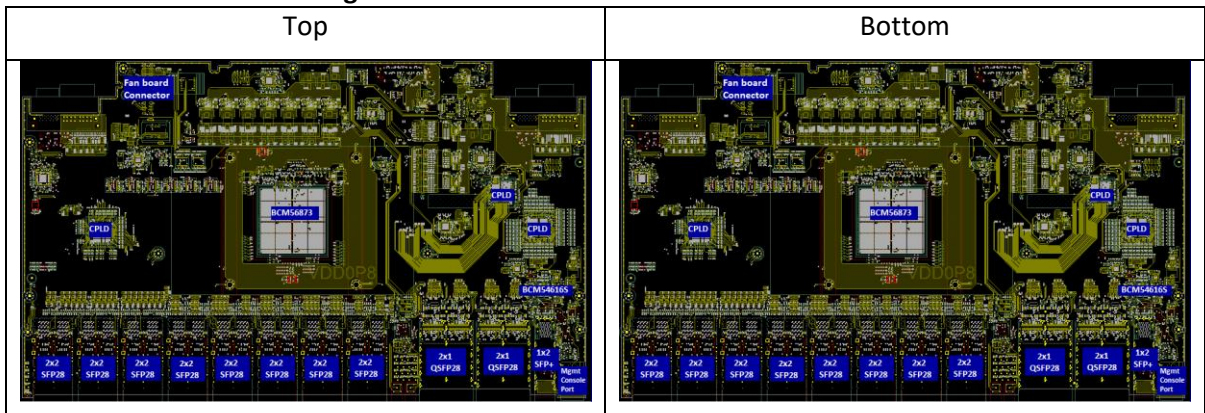 Top
Bottom
Fan board
Connector
CPLD
BCM56873
CPLD
CPLD
VDD0P8
BCM54616S
2x2
SFP28
2x2
SFP28
2x2
SFP28
2x2
SFP28
2x2
SFP28
2x2
SFP28
2x2
SFP28
2x2
SFP28
2x1
QSFP28
2x1
QSFP28
1x2
SFP+
Mgmt
Console
Port
Fan board
Connector
CPLD
BCM56873
CPLD
CPLD
VDD0P8
BCM54616S
2x2
SFP28
2x2
SFP28
2x2
SFP28
2x2
SFP28
2x2
SFP28
2x2
SFP28
2x2
SFP28
2x2
SFP28
2x1
QSFP28
2x1
QSFP28
1x2
SFP+
Mgmt
Console
Port